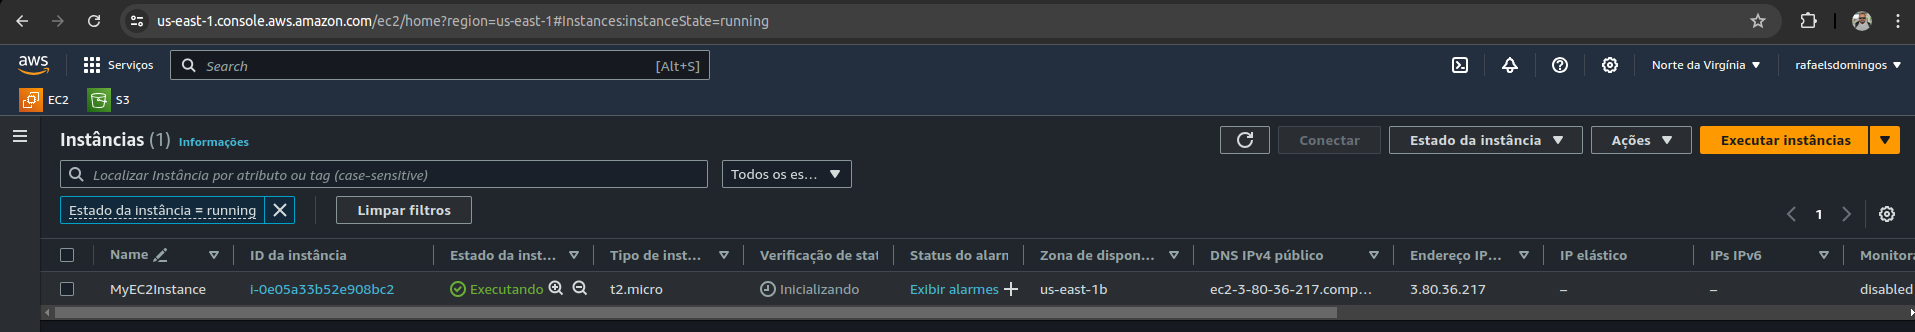 us-east-1.console.aws.amazon.com/ec2/home?region=us-east-1#Instances:instanceState=running
aws Serviços Search [Alt+S] Norte da Virgínia rafaelsdomingos
EC2 S3
Instâncias (1) Informações Conectar Estado da instância Ações Executar instâncias
Localizar Instância por atributo ou tag (case-sensitive) Todos os es...
Estado da instância = running Limpar filtros 1
Name ID da instância Estado da inst... Tipo de inst... Verificação de stat Status do alarm Zona de dispon... DNS IPv4 público Endereço IP... IP elástico IPs IPv6 Monitora
MyEC2Instance i-0e05a33b52e908bc2 Executando t2.micro Inicializando Exibir alarmes us-east-1b ec2-3-80-36-217.comp... 3.80.36.217 – – disabled